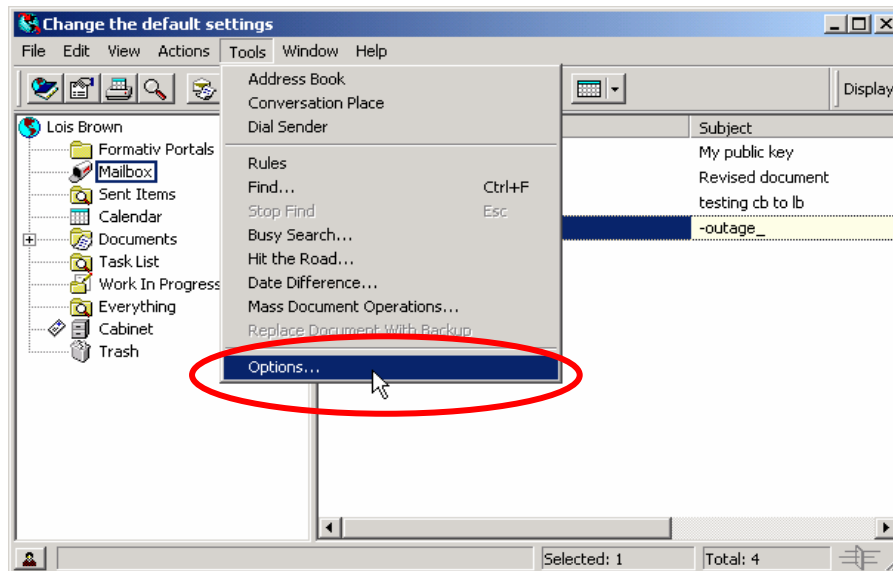 Change the default settings
File Edit View Actions Tools Window Help
Display
Lois Brown
Formativ Portals
Mailbox
Sent Items
Calendar
Documents
Task List
Work In Progress
Everything
Cabinet
Trash
Address Book
Conversation Place
Dial Sender
Rules
Find... Ctrl+F
Stop Find Esc
Busy Search...
Hit the Road...
Date Difference...
Mass Document Operations...
Replace Document With Backup
Options...
Subject
My public key
Revised document
testing cb to lb
-outage_
Selected: 1 Total: 4